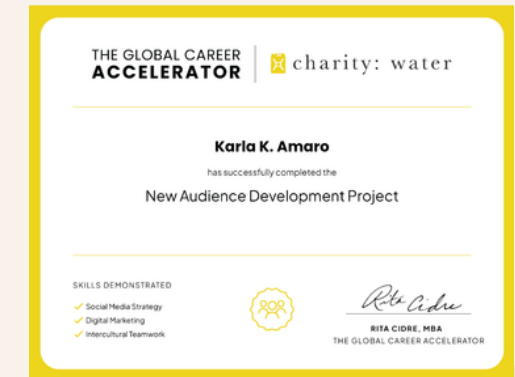 THE GLOBAL CAREER
ACCELERATOR
charity: water
Karla K. Amaro
has successfully completed the
New Audience Development Project
SKILLS DEMONSTRATED
Social Media Strategy
Digital Marketing
Intercultural Teamwork
Rita Cidre
RITA CIDRE, MBA
THE GLOBAL CAREER ACCELERATOR